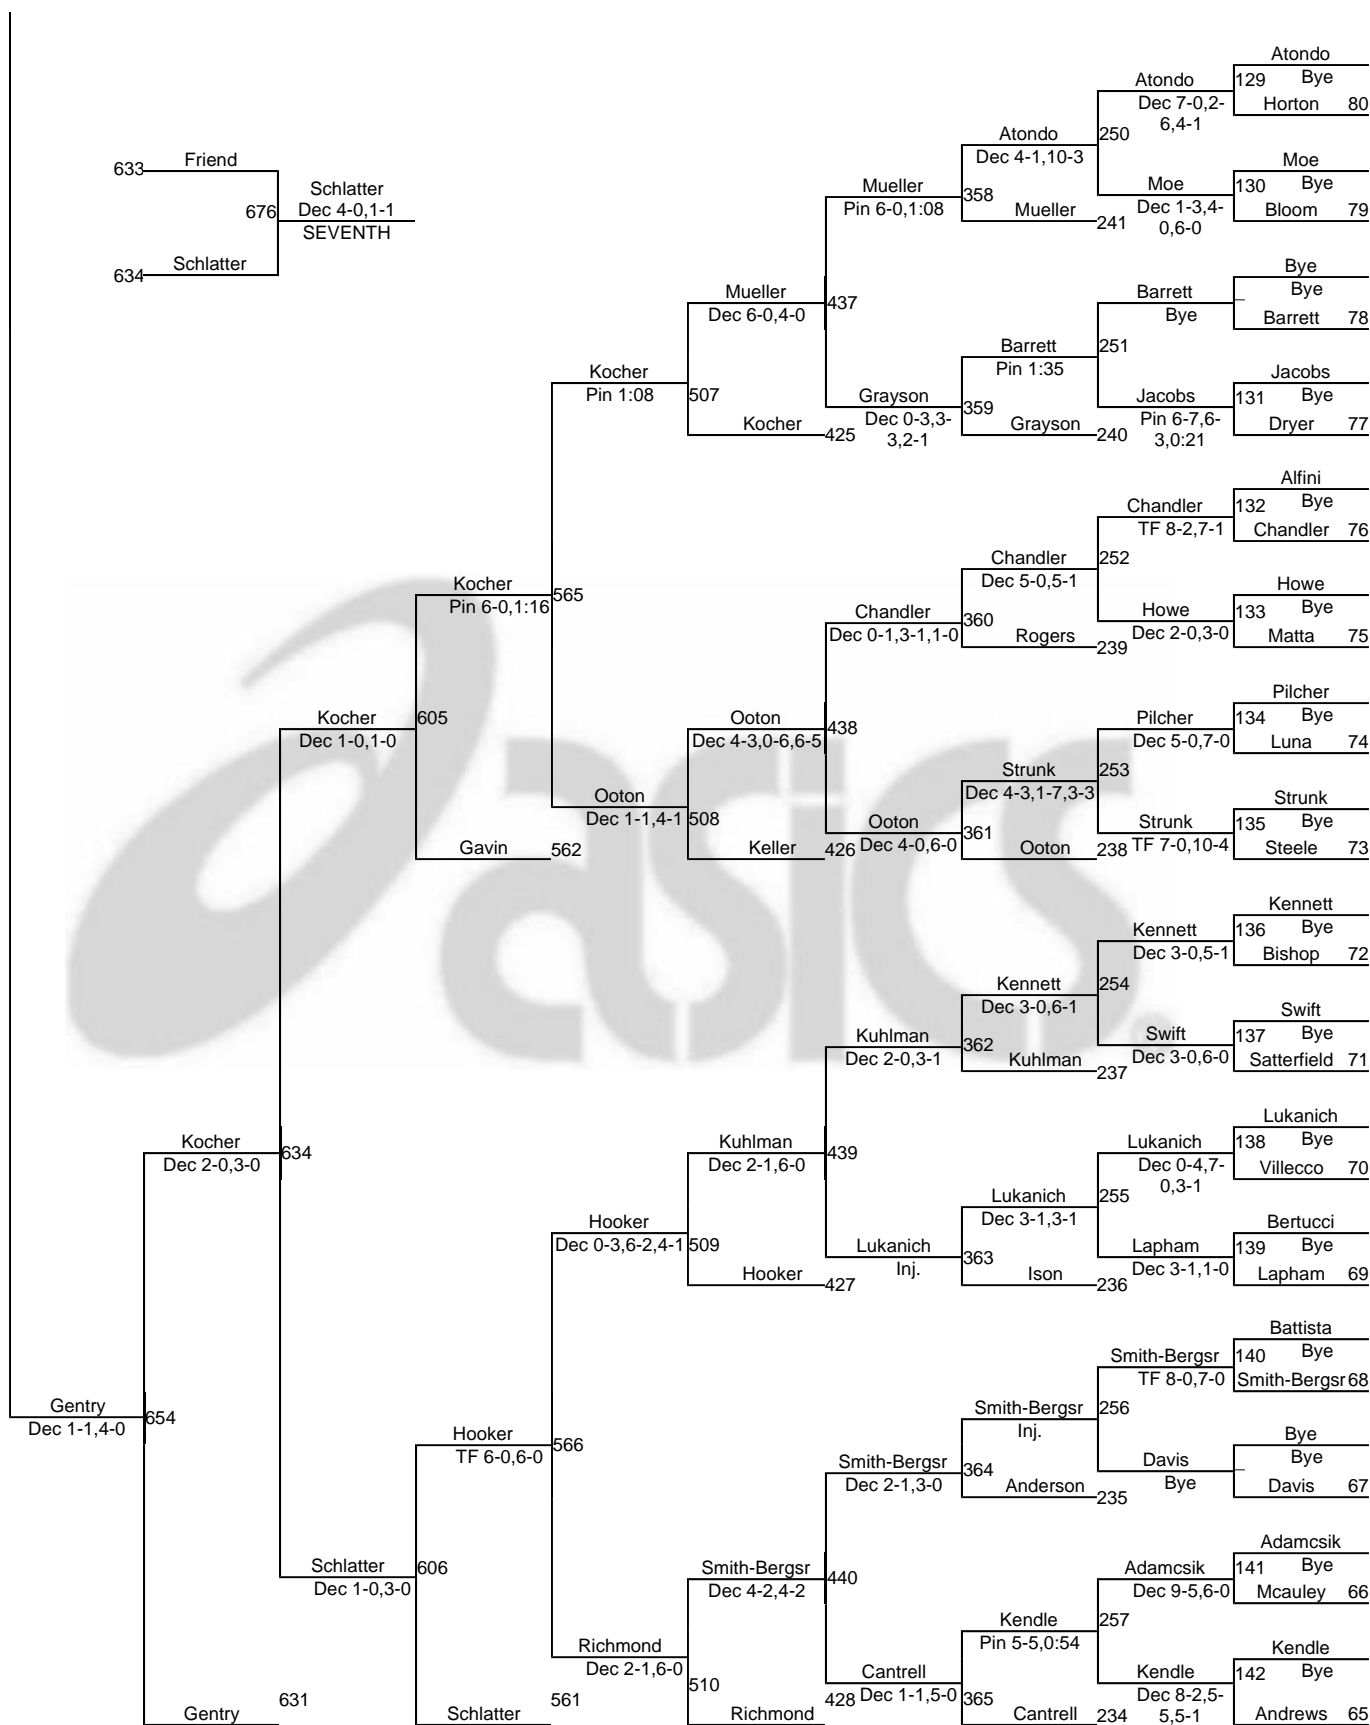 Atondo
129 Bye
Horton 80
Atondo
Dec 7-0,2-
6,4-1
250
Atondo
Dec 4-1,10-3
Moe
130 Bye
Bloom 79
Moe
Dec 1-3,4-
0,6-0
Mueller
Pin 6-0,1:08
358
Mueller 241
633 Friend
676
Schlatter
Dec 4-0,1-1
SEVENTH
634 Schlatter
Bye
Bye
Barrett 78
Barrett
Bye
251
Mueller
Dec 6-0,4-0
437
Barrett
Pin 1:35
Jacobs
131 Bye
Dryer 77
Jacobs
Pin 6-7,6-
3,0:21
Kocher
Pin 1:08
507
Kocher 425
Grayson
Dec 0-3,3-
3,2-1
359
Grayson 240
Alfini
132 Bye
Chandler 76
Chandler
TF 8-2,7-1
252
Chandler
Dec 5-0,5-1
Howe
133 Bye
Matta 75
Howe
Dec 2-0,3-0
Kocher
Pin 6-0,1:16
565
Chandler
Dec 0-1,3-1,1-0
360
Rogers 239
Pilcher
134 Bye
Luna 74
Pilcher
Dec 5-0,7-0
253
Kocher
Dec 1-0,1-0
605
Ooton
Dec 4-3,0-6,6-5
438
Strunk
Dec 4-3,1-7,3-3
Strunk
135 Bye
Steele 73
Strunk
TF 7-0,10-4
Ooton
Dec 1-1,4-1
508
Ooton
Dec 4-0,6-0
361
Ooton 238
Gavin 562
Keller 426
asics
Kennett
136 Bye
Bishop 72
Kennett
Dec 3-0,5-1
254
Kennett
Dec 3-0,6-1
Swift
137 Bye
Satterfield 71
Swift
Dec 3-0,6-0
Kuhlman
Dec 2-0,3-1
362
Kuhlman 237
Lukanich
138 Bye
Villecco 70
Lukanich
Dec 0-4,7-
0,3-1
255
Kocher
Dec 2-0,3-0
634
Kuhlman
Dec 2-1,6-0
439
Lukanich
Dec 3-1,3-1
Bertucci
139 Bye
Lapham 69
Lapham
Dec 3-1,1-0
Hooker
Dec 0-3,6-2,4-1
509
Hooker 427
Lukanich
Inj.
363
Ison 236
Battista
140 Bye
Smith-Bergsr 68
Smith-Bergsr
TF 8-0,7-0
256
Gentry
Dec 1-1,4-0
654
Hooker
TF 6-0,6-0
566
Smith-Bergsr
Inj.
Bye
Bye
Davis 67
Davis
Bye
Smith-Bergsr
Dec 2-1,3-0
364
Anderson 235
Adamcsik
141 Bye
Mcauley 66
Adamcsik
Dec 9-5,6-0
257
Schlatter
Dec 1-0,3-0
606
Smith-Bergsr
Dec 4-2,4-2
440
Kendle
Pin 5-5,0:54
Kendle
142 Bye
Andrews 65
Kendle
Dec 8-2,5-
5,5-1
Richmond
Dec 2-1,6-0
510
Cantrell
Dec 1-1,5-0
365
Gentry 631
Schlatter 561
Richmond 428
Cantrell 234